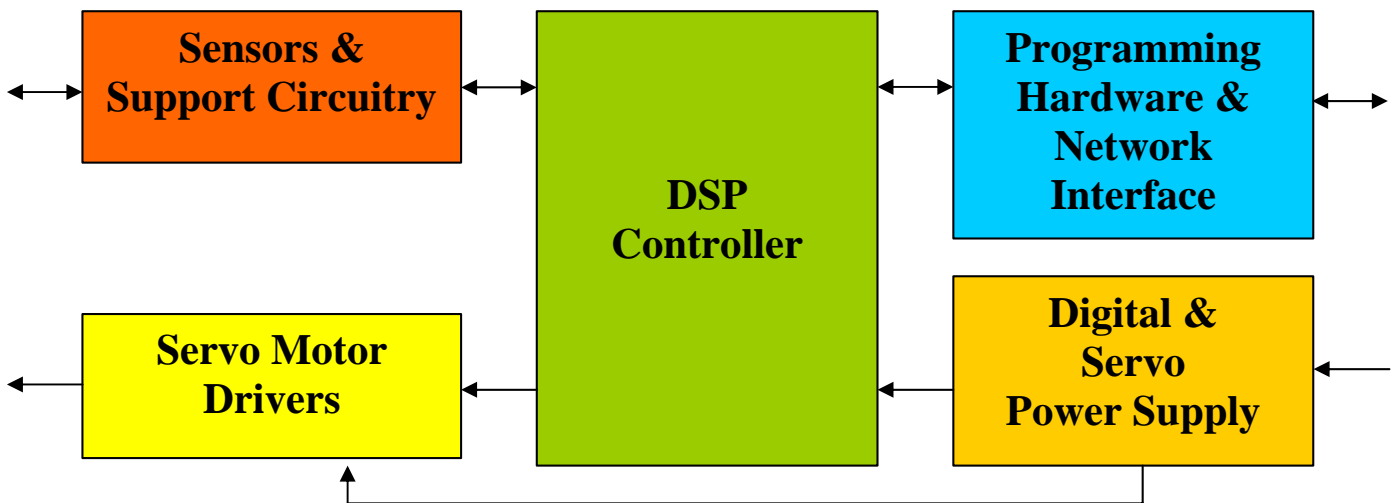 Sensors &
Support Circuitry
DSP
Controller
Programming
Hardware &
Network
Interface
Servo Motor
Drivers
Digital &
Servo
Power Supply